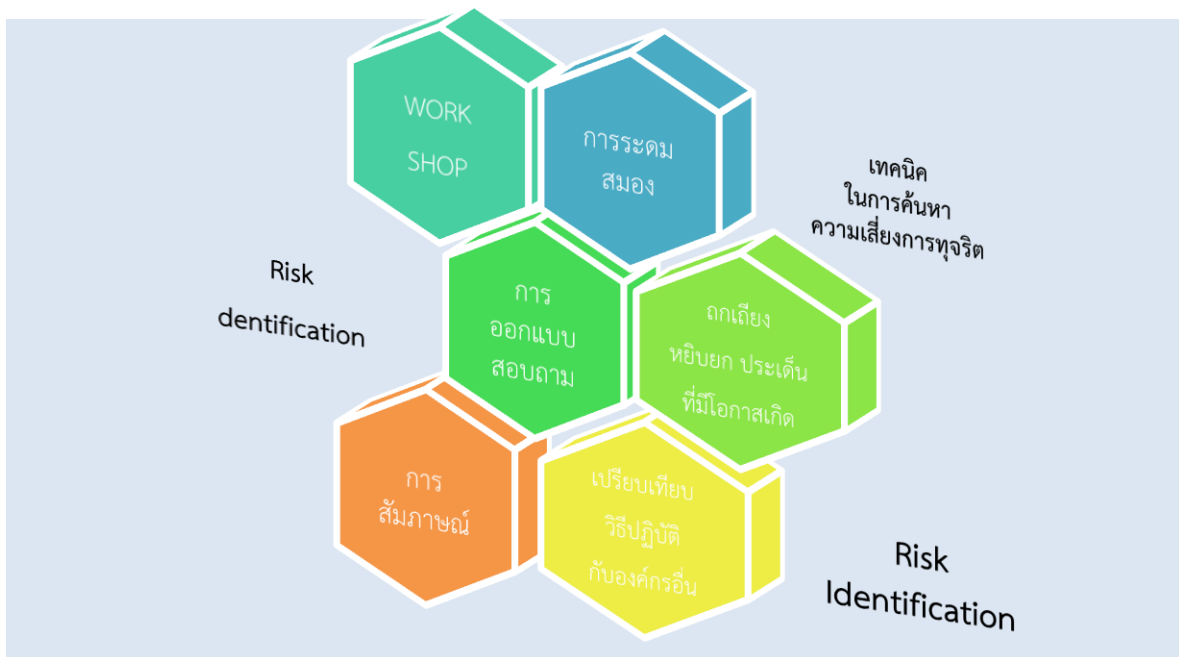 WORK
SHOP
การระดม
สมอง
เทคนิค
ในการค้นหา
ความเสี่ยงการทุจริต
Risk
dentification
การ
ออกแบบ
สอบถาม
ถกเถียง
หยิบยก ประเด็น
ที่มีโอกาสเกิด
การ
สัมภาษณ์
เปรียบเทียบ
วิธีปฏิบัติ
กับองค์กรอื่น
Risk
Identification